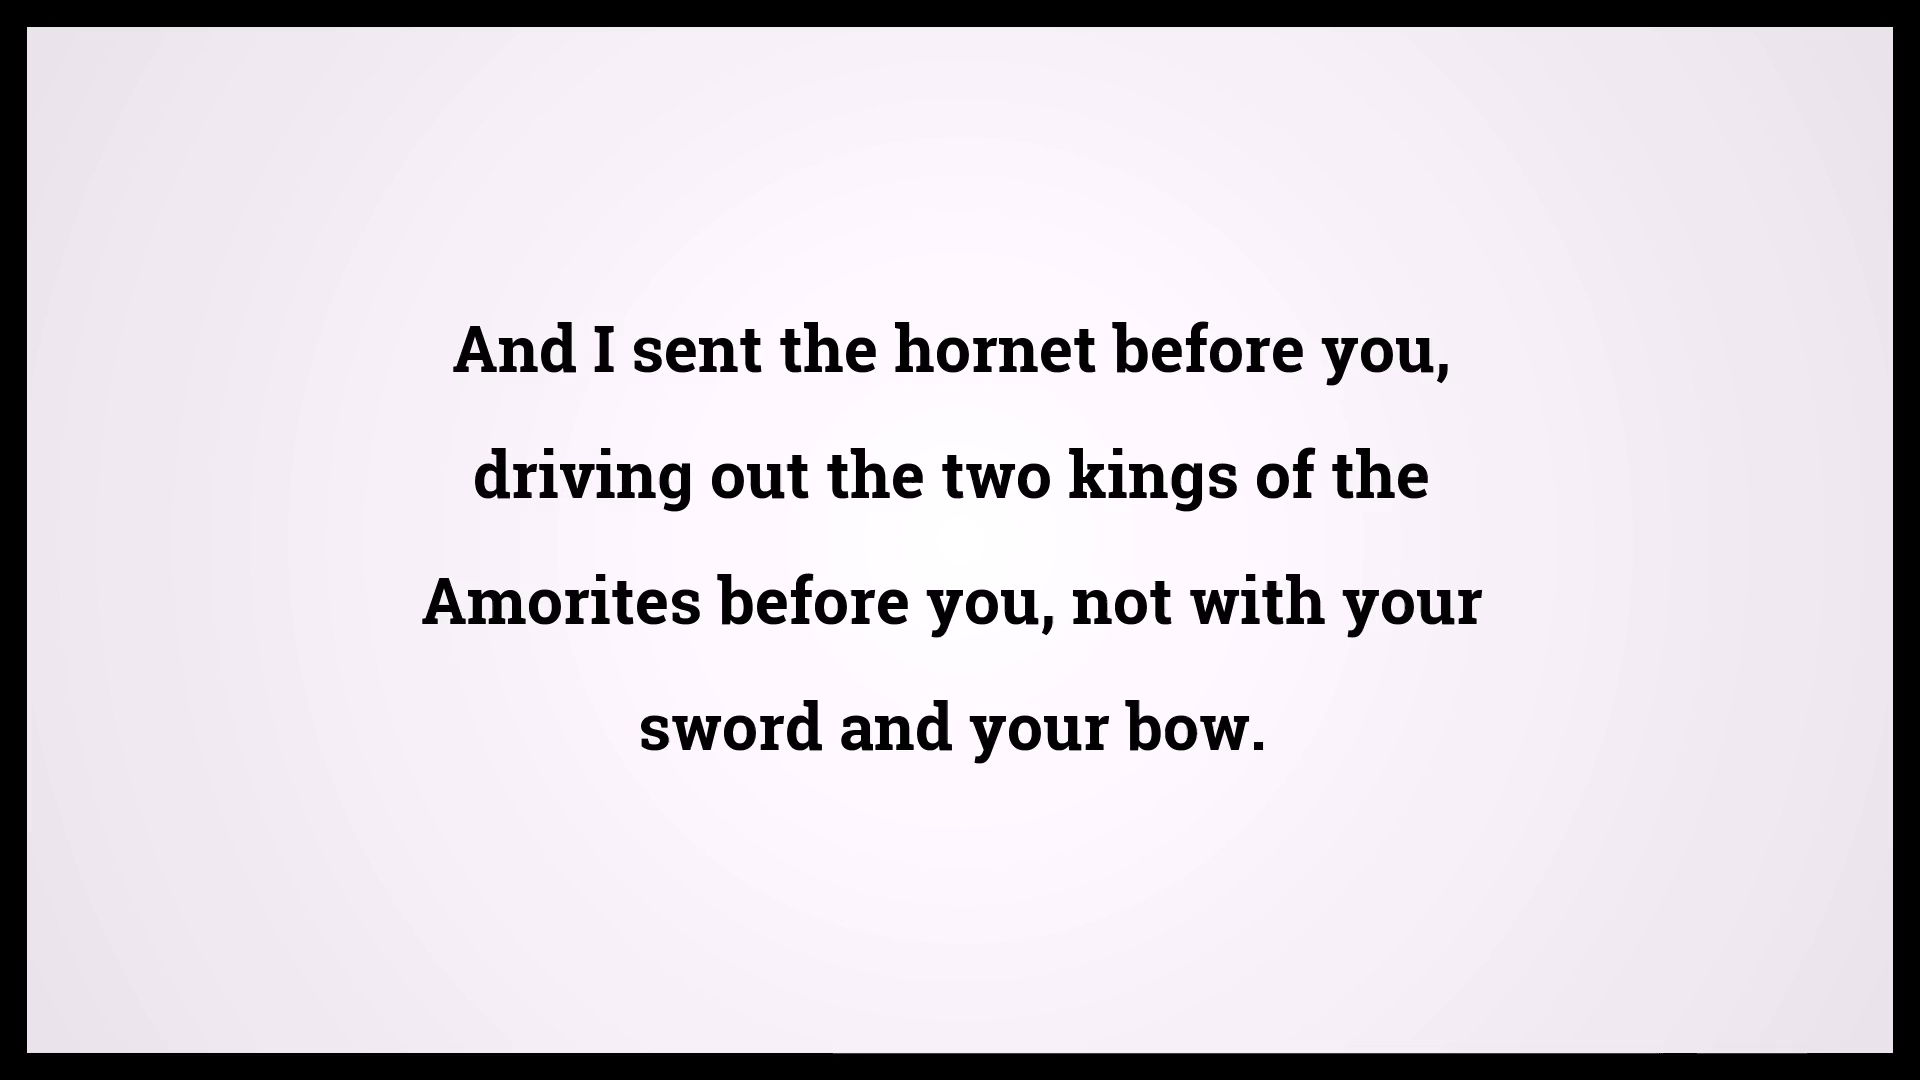 And I sent the hornet before you,
driving out the two kings of the
Amorites before you, not with your
sword and your bow.